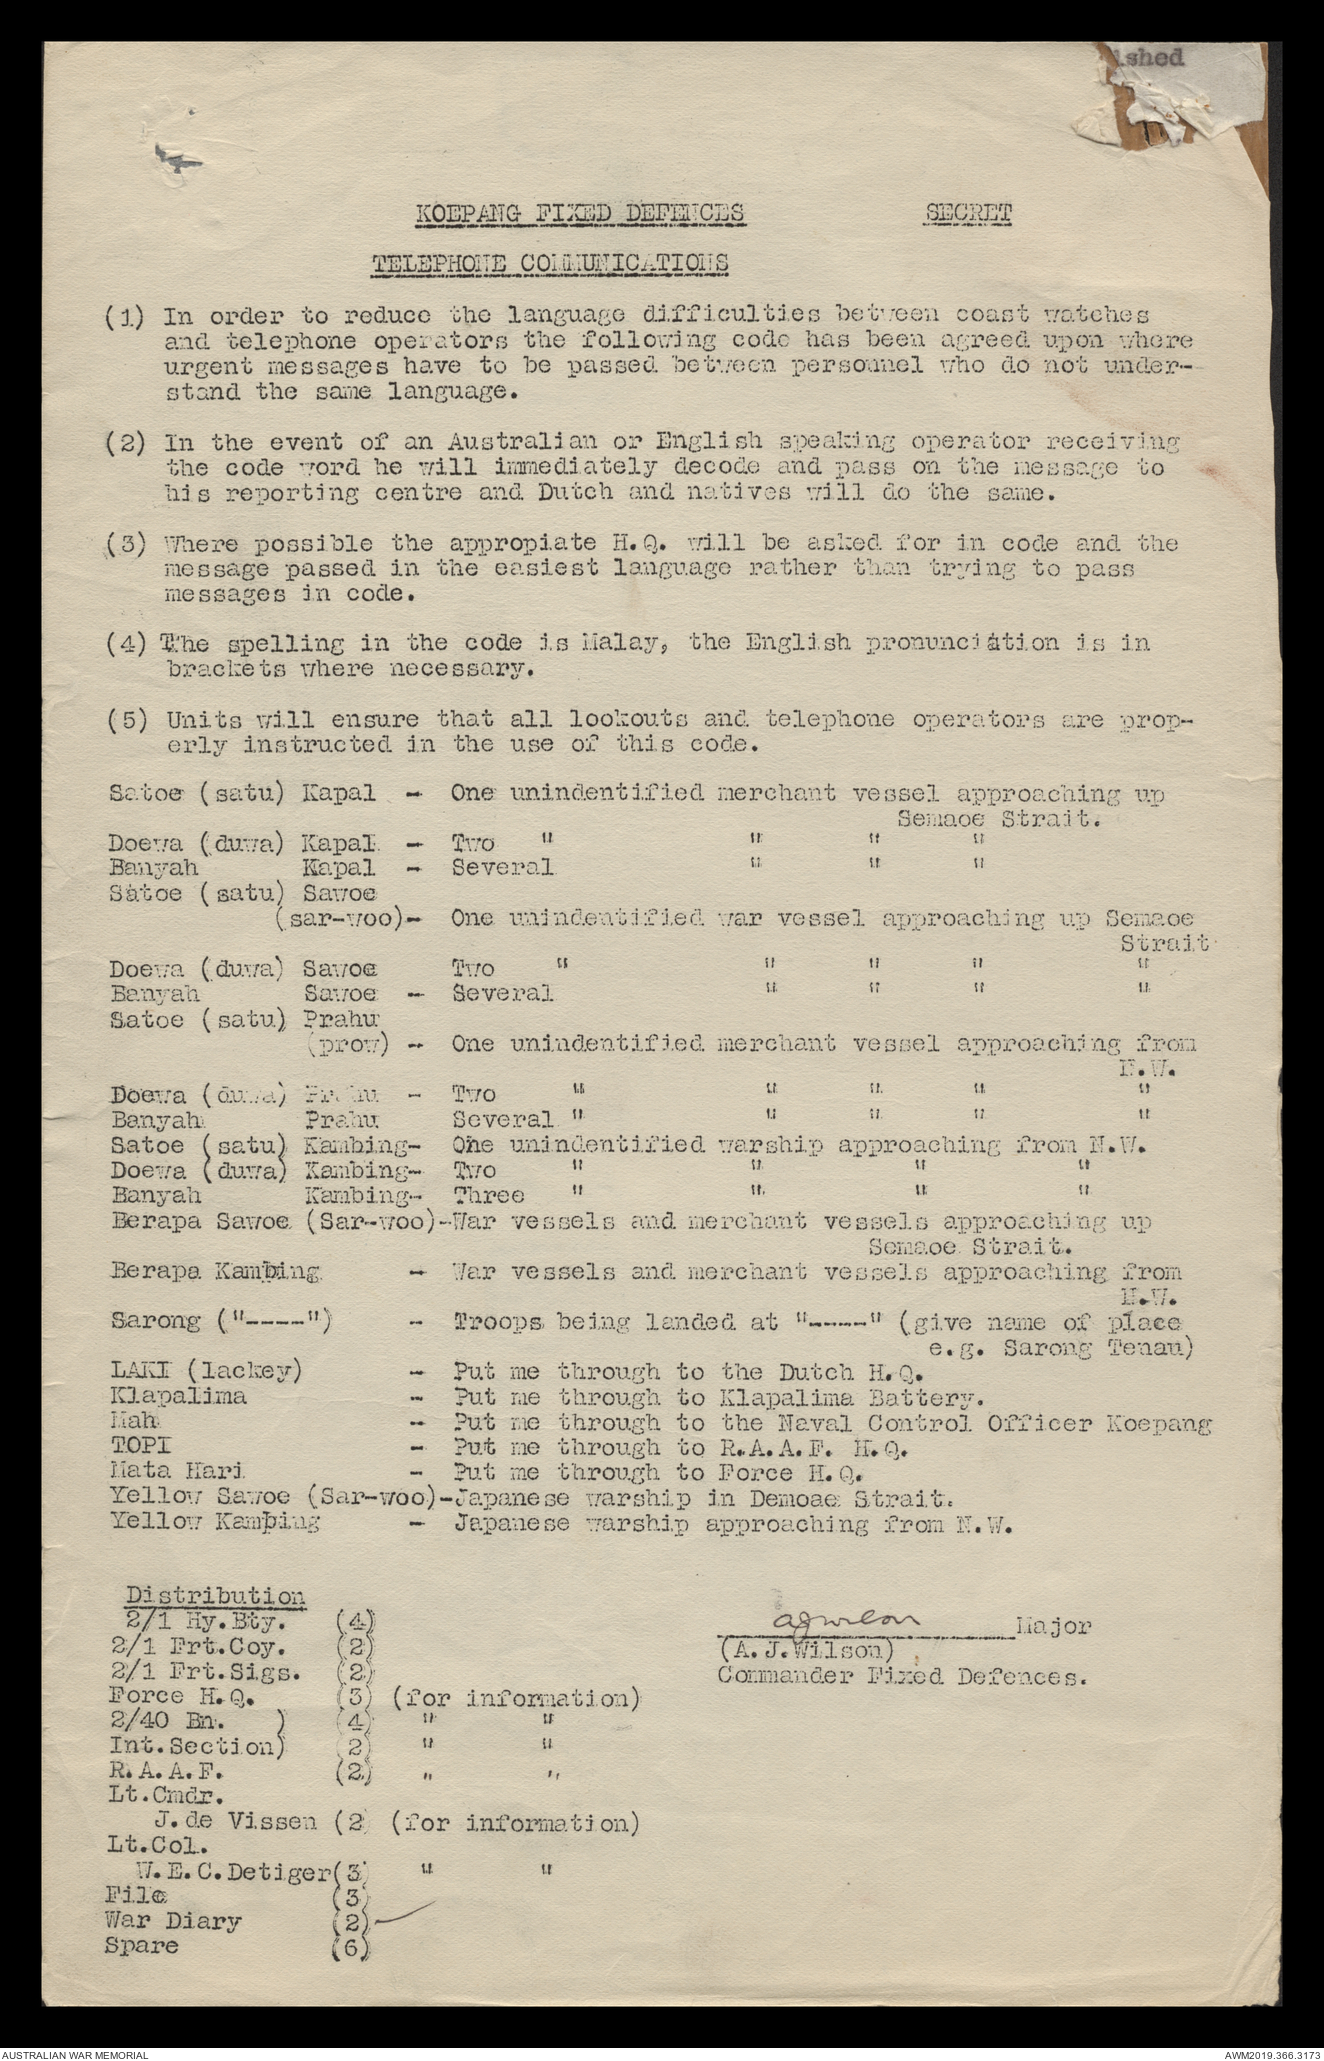 ished
KOEPANG FIXED DEFENCES SECRET
TELEPHONE COMMUNICATIONS
(1) In order to reduce the language difficulties between coast watches
and telephone operators the following code has been agreed upon where
urgent messages have to be passed between personnel who do not under-
stand the same language.
(2) In the event of an Australian or English speaking operator receiving
the code word he will immediately decode and pass on the message to
his reporting centre and Dutch and natives will do the same.
(3) Where possible the appropiate H.Q. will be asked for in code and the
message passed in the easiest language rather than trying to pass
messages in code.
(4) The spelling in the code is Malay, the English pronunciation is in
brackets where necessary.
(5) Units will ensure that all lookouts and telephone operators are prop-
erly instructed in the use of this code.
Satoe (satu) Kapal - One unindentified merchant vessel approaching up
Semaoe Strait.
Doewa (duwa) Kapal - Two " " " "
Banyah Kapal - Several " " "
Satoe (satu) Sawoe
(sar-woo)- One unindentified war vessel approaching up Semaoe
Strait
Doewa (duwa) Sawoe Two " " " " "
Banyah Sawoe - Several " " " "
Satoe (satu) Prahu
(prow) - One unindentified merchant vessel approaching from
N.W.
Doewa (duwa) Prahu - Two " " " " "
Banyah Prahu Several " " " " "
Satoe (satu) Kambing- One unindentified warship approaching from N.W.
Doewa (duwa) Kambing- Two " " " "
Banyah Kambing- Three " " " "
Berapa Sawoe (Sar-woo)-War vessels and merchant vessels approaching up
Semaoe Strait.
Berapa Kambing - War vessels and merchant vessels approaching from
N.W.
Sarong ("----") - Troops being landed at "-----" (give name of place
e.g. Sarong Tenau)
LAKI (lackey) - Put me through to the Dutch H.Q.
Klapalima - Put me through to Klapalima Battery.
Mah - Put me through to the Naval Control Officer Koepang
TOPI - Put me through to R.A.A.F. H.Q.
Mata Hari - Put me through to Force H.Q.
Yellow Sawoe (Sar-woo)-Japanese warship in Demoae Strait.
Yellow Kambing - Japanese warship approaching from N.W.
Distribution
2/1 Hy.Bty. (4)
2/1 Frt.Coy. (2)
2/1 Frt.Sigs. (2)
Force H.Q. (3) (for information)
2/40 Bn. ) (4) " "
Int.Section) (2) " "
R.A.A.F. (2) " "
Lt.Cmdr.
J.de Vissen (2) (for information)
Lt.Col.
W.E.C.Detiger(3) " "
File (3)
War Diary (2)
Spare (6)
AJWilson Major
(A.J.Wilson)
Commander Fixed Defences.
AUSTRALIAN WAR MEMORIAL AWM2019.366.3173